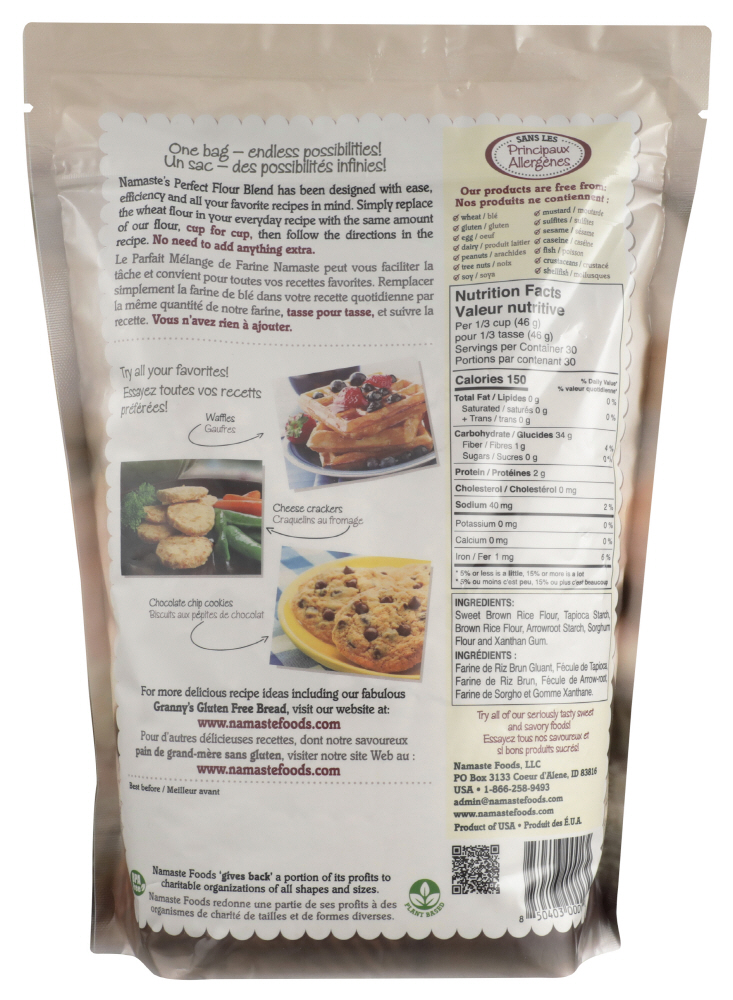 One bag – endless possibilities!
Un sac – des possibilités infinies!
Namaste's Perfect Flour Blend has been designed with ease,
efficiency and all your favorite recipes in mind. Simply replace
the wheat flour in your everyday recipe with the same amount
of our flour, cup for cup, then follow the directions in the
recipe. No need to add anything extra.
Le Parfait Mélange de Farine Namaste peut vous faciliter la
tâche et convient pour toutes vos recettes favorites. Remplacer
simplement la farine de blé dans votre recette quotidienne par
la même quantité de notre farine, tasse pour tasse, et suivre la
recette. Vous n'avez rien à ajouter.
Try all your favorites!
Essayez toutes vos recetts
préférées!
Waffles
Gaufres
Cheese crackers
Craquelins au fromage
Chocolate chip cookies
Biscuits aux pépites de chocolat
For more delicious recipe ideas including our fabulous
Granny's Gluten Free Bread, visit our website at:
www.namastefoods.com
Pour d'autres délicieuses recettes, dont notre savoureux
pain de grand-mère sans gluten, visiter notre site Web au :
www.namastefoods.com
Best before / Meilleur avant
Namaste Foods 'gives back' a portion of its profits to
charitable organizations of all shapes and sizes.
Namaste Foods redonne une partie de ses profits à des
organismes de charité de tailles et de formes diverses.
PLANT BASED
SANS LES
Principaux
Allergènes
Our products are free from:
Nos produits ne contiennent :
wheat / blé
gluten / gluten
egg / oeuf
dairy / produit laitier
peanuts / arachides
tree nuts / noix
soy / soya
mustard / moutarde
sulfites / sulfites
sesame / sésame
caseine / caséine
fish / poisson
crustaceans / crustacé
shellfish / mollusques
Nutrition Facts
Valeur nutritive
Per 1/3 cup (46 g)
pour 1/3 tasse (46 g)
Servings per Container 30
Portions par contenant 30
Calories 150
% Daily Value*
% valeur quotidienne*
Total Fat / Lipides 0 g 0 %
Saturated / saturés 0 g
+ Trans / trans 0 g 0 %
Carbohydrate / Glucides 34 g
Fiber / Fibres 1 g 4 %
Sugars / Sucres 0 g 0 %
Protein / Protéines 2 g
Cholesterol / Cholestérol 0 mg
Sodium 40 mg 2 %
Potassium 0 mg 0 %
Calcium 0 mg 0 %
Iron / Fer 1 mg 6 %
* 5% or less is a little, 15% or more is a lot
* 5% ou moins c'est peu, 15% ou plus c'est beaucoup
INGREDIENTS:
Sweet Brown Rice Flour, Tapioca Starch,
Brown Rice Flour, Arrowroot Starch, Sorghum
Flour and Xanthan Gum.
INGRÉDIENTS :
Farine de Riz Brun Gluant, Fécule de Tapioca,
Farine de Riz Brun, Fécule de Arrow-root,
Farine de Sorgho et Gomme Xanthane.
Try all of our seriously tasty sweet
and savory foods!
Essayez tous nos savoureux et
si bons produits sucrés!
Namaste Foods, LLC
PO Box 3133 Coeur d'Alene, ID 83816
USA • 1-866-258-9493
admin@namastefoods.com
www.namastefoods.com
Product of USA • Produit des É.U.A.
8 50403 000